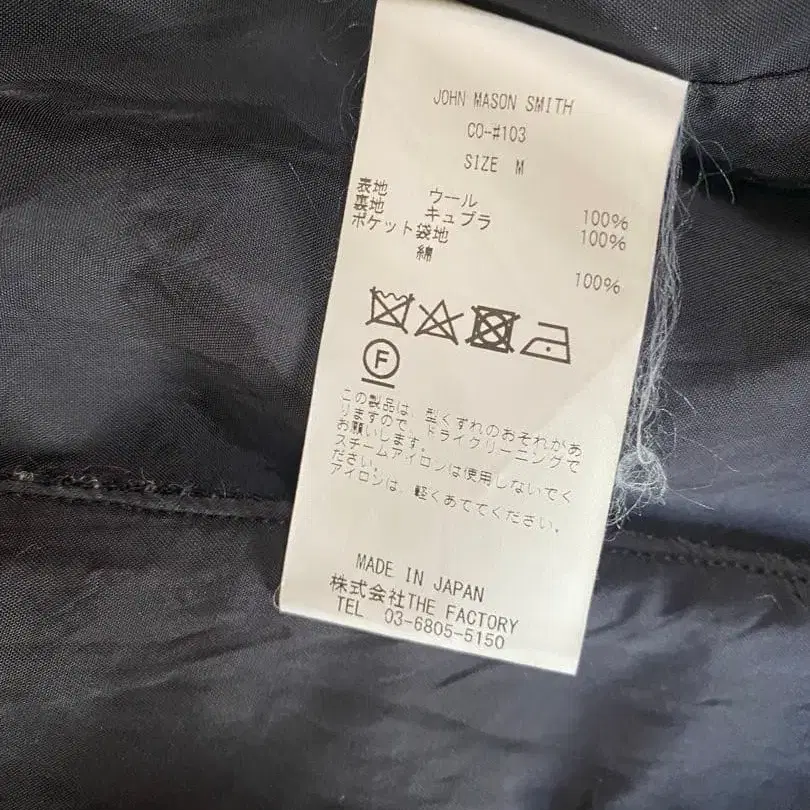 JOHN MASON SMITH
CO-#103
SIZE M
表地 ウール 100%
裏地 キュプラ 100%
ポケット袋地
綿 100%
F
この製品は、型くずれのおそれがあ
りますので、ドライクリーニングで
お願いします。
スチームアイロンは使用しないでく
ださい。
アイロンは、軽くあててください。
MADE IN JAPAN
株式会社THE FACTORY
TEL 03-6805-5150